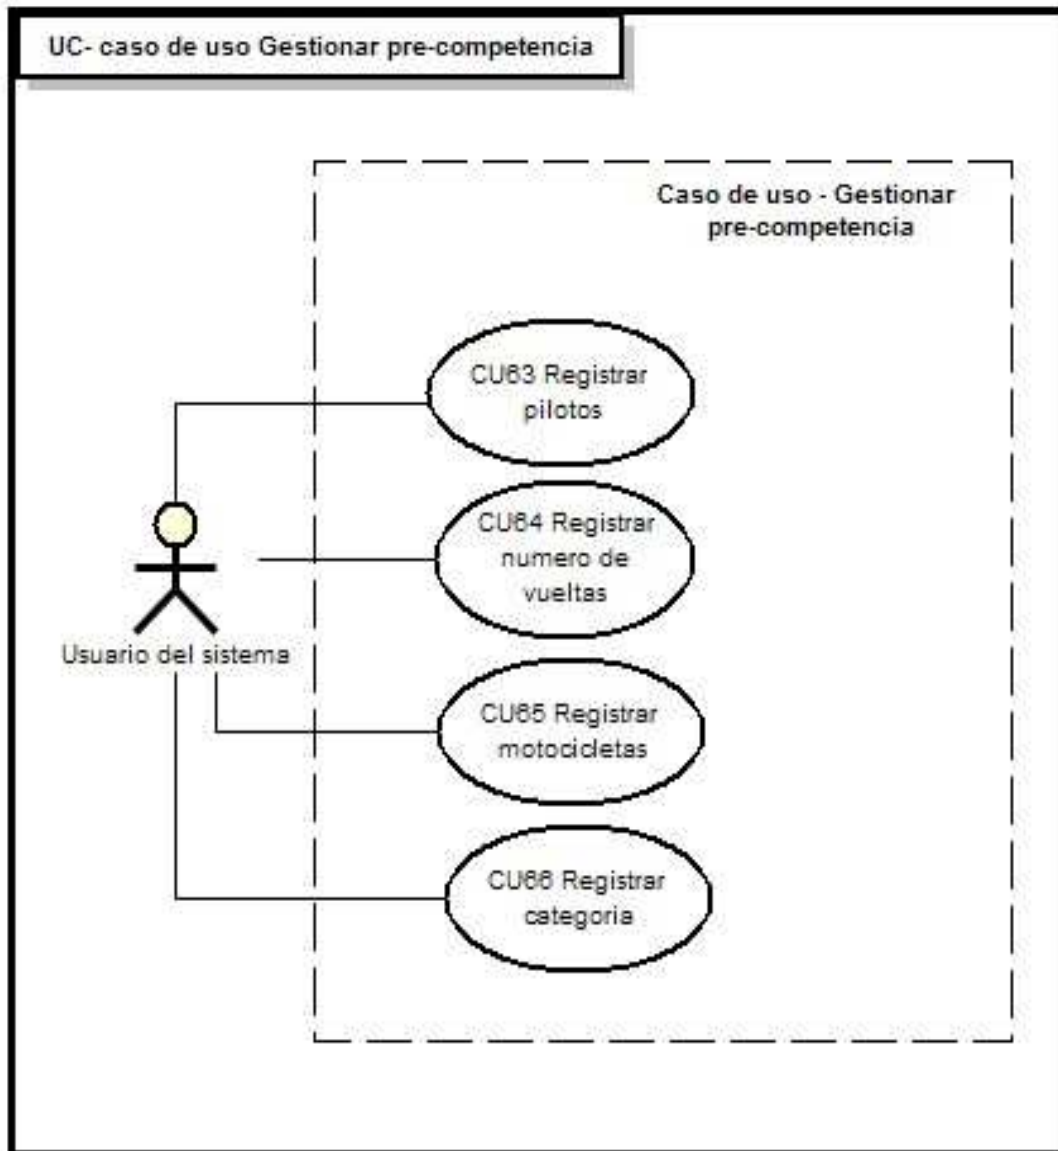 UC- caso de uso Gestionar pre-competencia
Caso de uso - Gestionar
pre-competencia
CU63 Registrar
pilotos
CU64 Registrar
numero de
vueltas
Usuario del sistema
CU65 Registrar
motocicletas
CU66 Registrar
categoria